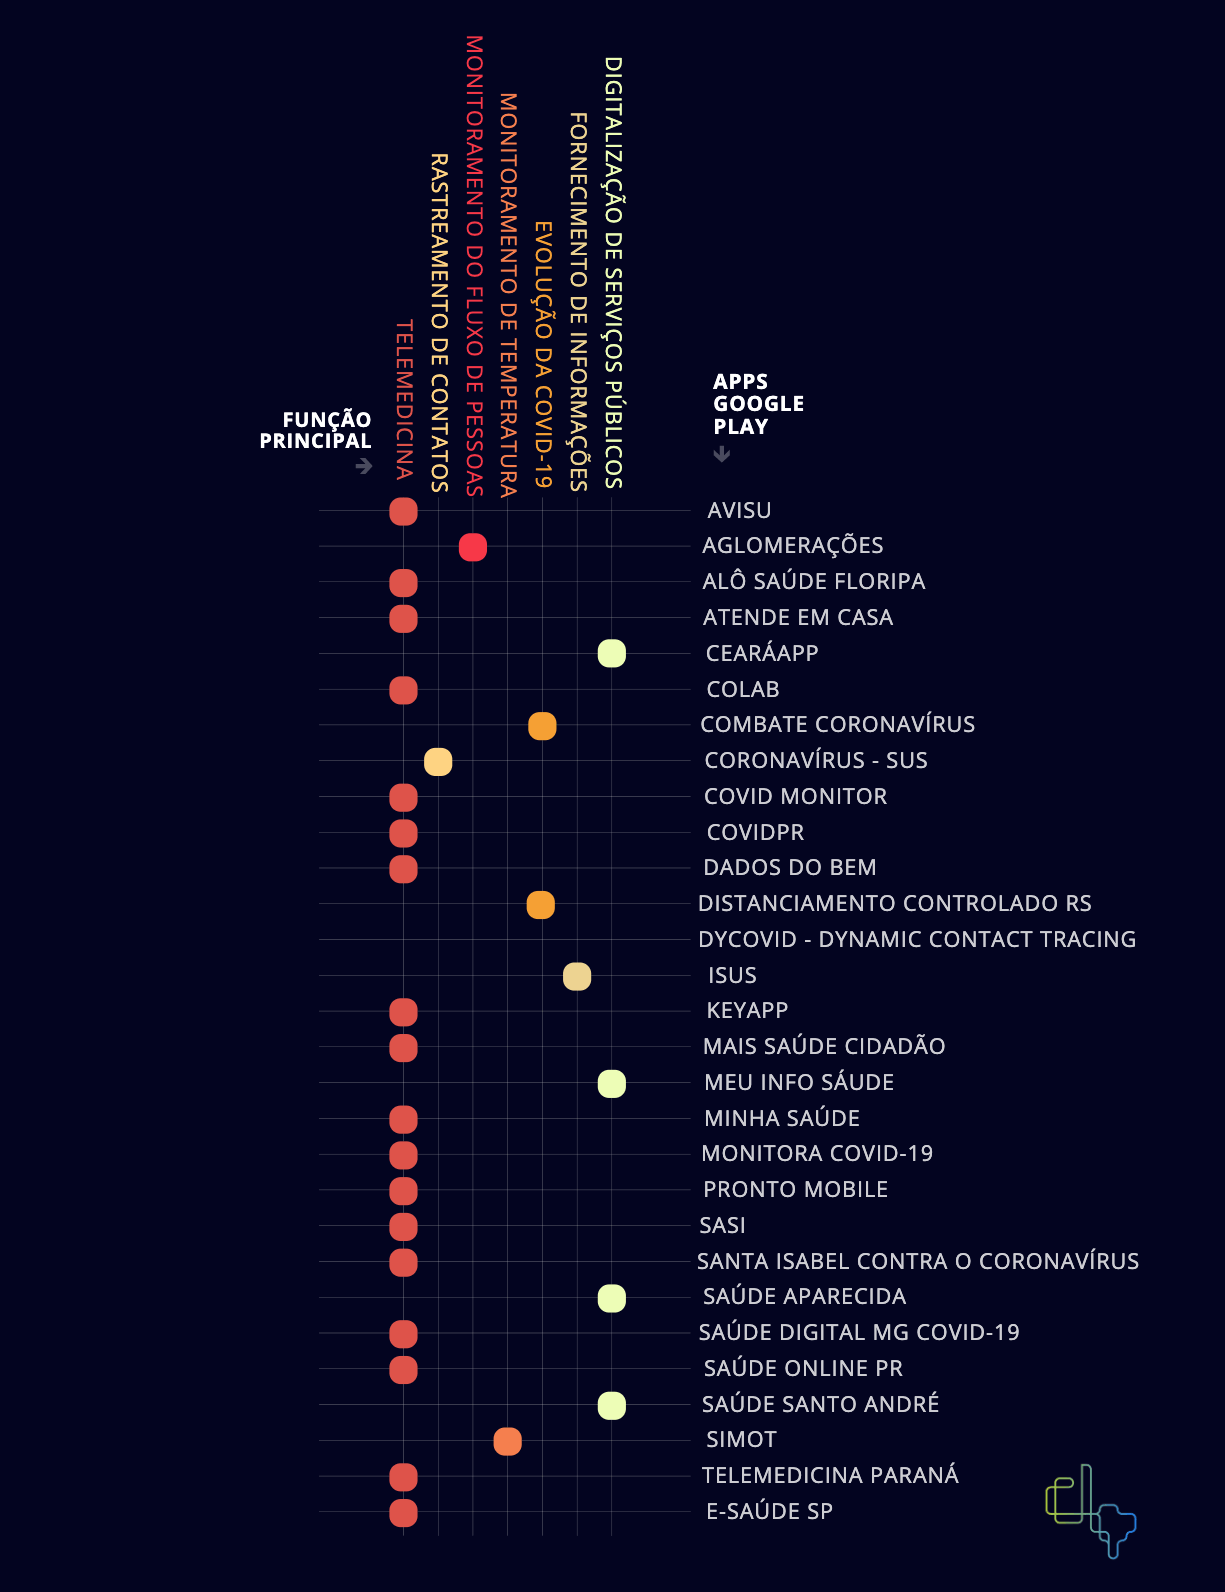 FUNÇÃO
PRINCIPAL
TELEMEDICINA
RASTREAMENTO DE CONTATOS
MONITORAMENTO DO FLUXO DE PESSOAS
MONITORAMENTO DE TEMPERATURA
EVOLUÇÃO DA COVID-19
FORNECIMENTO DE INFORMAÇÕES
DIGITALIZAÇÃO DE SERVIÇOS PÚBLICOS
APPS
GOOGLE
PLAY
AVISU
AGLOMERAÇÕES
ALÔ SAÚDE FLORIPA
ATENDE EM CASA
CEARÁAPP
COLAB
COMBATE CORONAVÍRUS
CORONAVÍRUS - SUS
COVID MONITOR
COVIDPR
DADOS DO BEM
DISTANCIAMENTO CONTROLADO RS
DYCOVID - DYNAMIC CONTACT TRACING
ISUS
KEYAPP
MAIS SAÚDE CIDADÃO
MEU INFO SÁUDE
MINHA SAÚDE
MONITORA COVID-19
PRONTO MOBILE
SASI
SANTA ISABEL CONTRA O CORONAVÍRUS
SAÚDE APARECIDA
SAÚDE DIGITAL MG COVID-19
SAÚDE ONLINE PR
SAÚDE SANTO ANDRÉ
SIMOT
TELEMEDICINA PARANÁ
E-SAÚDE SP